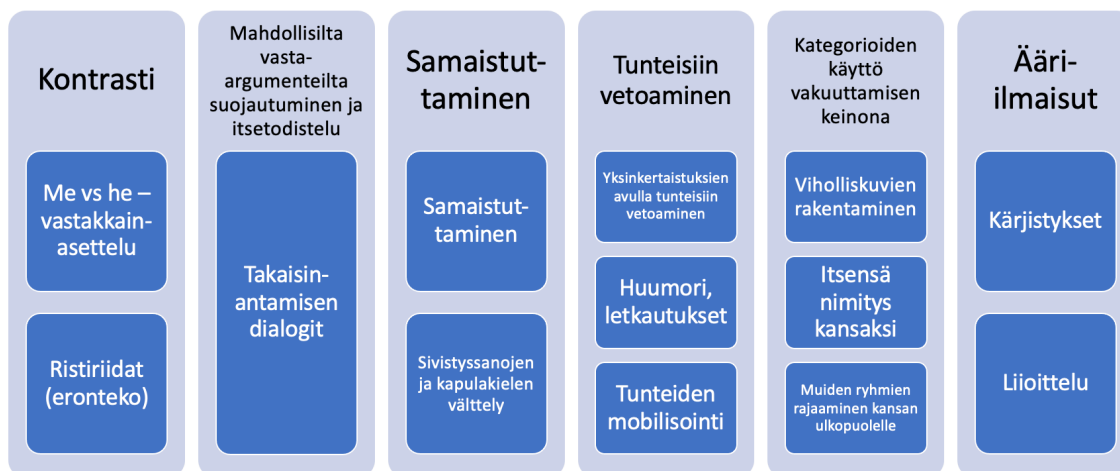 Kontrasti
Me vs he –
vastakkain-
asettelu
Ristiriidat
(eronteko)
Mahdollisilta
vasta-
argumenteilta
suojautuminen ja
itsetodistelu
Takaisin-
antamisen
dialogit
Samaistut-
taminen
Samaistut-
taminen
Sivistyssanojen
ja kapulakielen
välttely
Tunteisiin
vetoaminen
Yksinkertaistuksien
avulla tunteisiin
vetoaminen
Huumori,
letkautukset
Tunteiden
mobilisointi
Kategorioiden
käyttö
vakuuttamisen
keinona
Viholliskuvien
rakentaminen
Itsensä
nimitys
kansaksi
Muiden ryhmien
rajaaminen kansan
ulkopuolelle
Ääri-
ilmaisut
Kärjistykset
Liioittelu